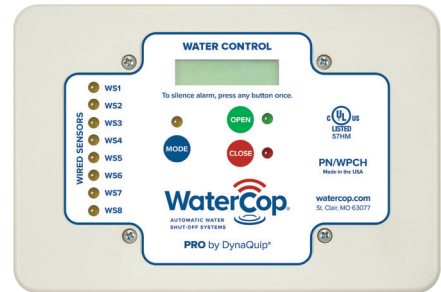 WATER CONTROL
To silence alarm, press any button once.
WIRED SENSORS
WS1
WS2
WS3
WS4
WS5
WS6
WS7
WS8
OPEN
MODE
CLOSE
C UL US
LISTED
57HM
PN/WPCH
Made in the USA
WaterCop®
AUTOMATIC WATER
SHUT-OFF SYSTEMS
watercop.com
St. Clair, MO 63077
PRO by DynaQuip®